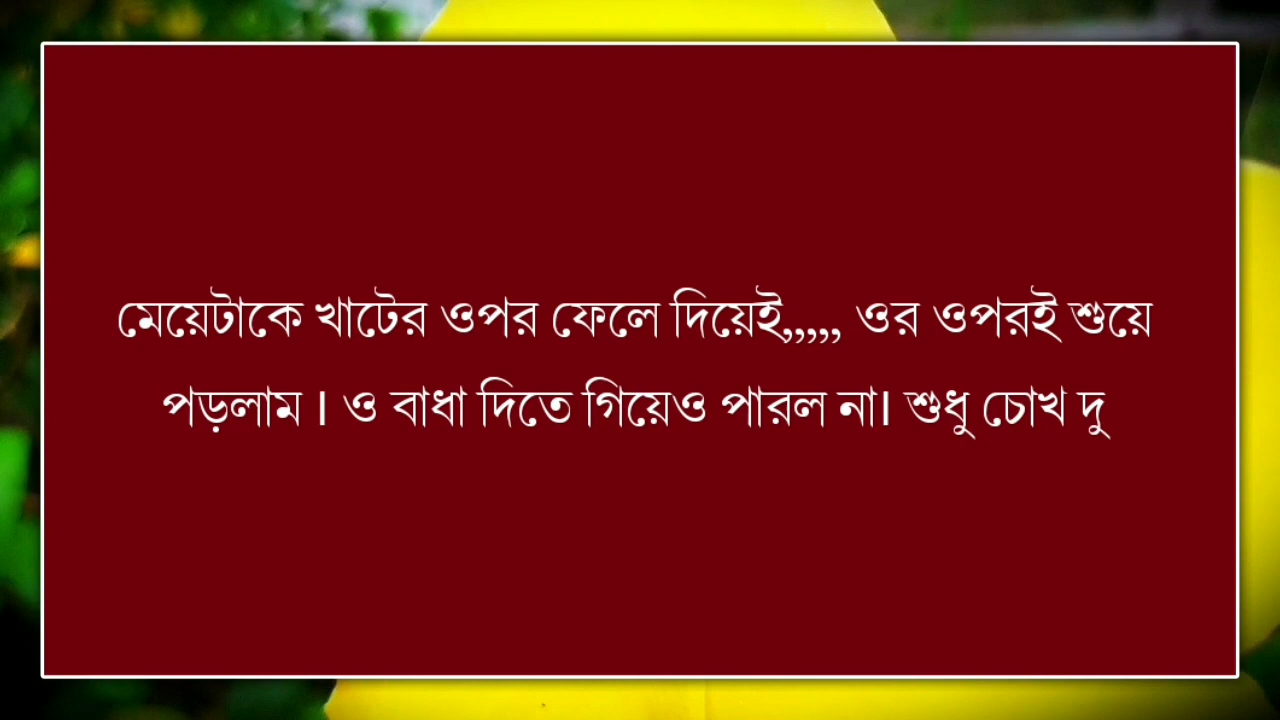 মেয়েটাকে খাটের ওপর ফেলে দিয়েই,,,,, ওর ওপরই শুয়ে
পড়লাম । ও বাধা দিতে গিয়েও পারল না। শুধু চোখ দু